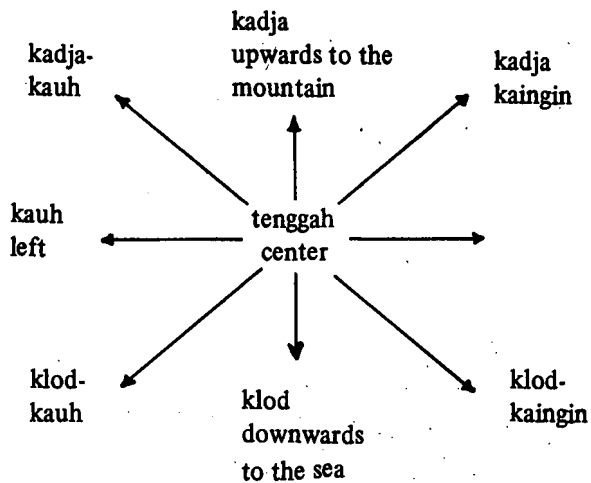 kadja-
kauh
kadja
upwards to the
mountain
kadja
kaingin
kauh
left
tenggah
center
klod-
kauh
klod
downwards
to the sea
klod-
kaingin